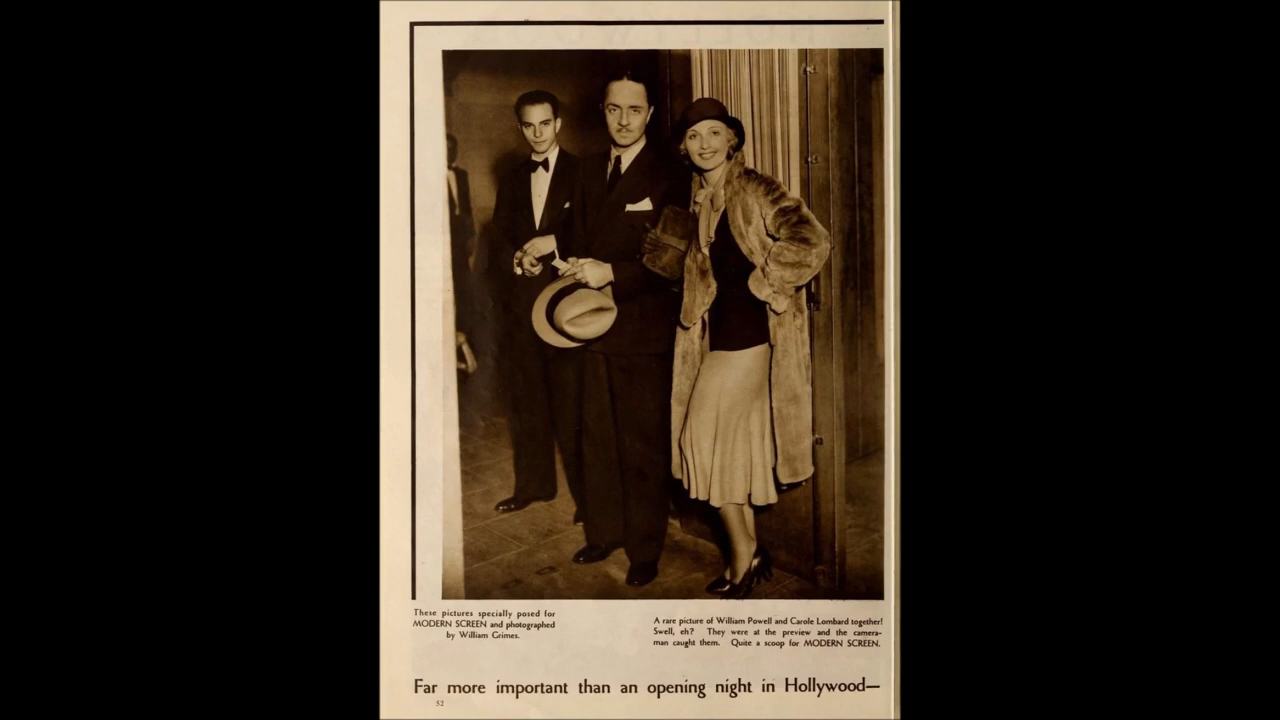 These pictures specially posed for
MODERN SCREEN and photographed
by William Grimes.
A rare picture of William Powell and Carole Lombard together!
Swell, eh? They were at the preview and the camera-
man caught them. Quite a scoop for MODERN SCREEN.
Far more important than an opening night in Hollywood—
52